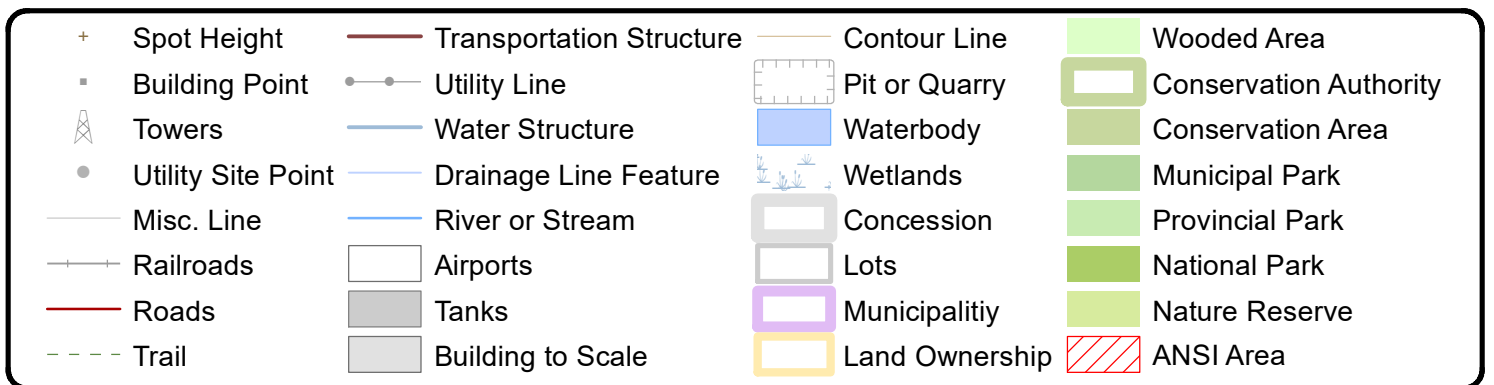 Spot Height
Building Point
Towers
Utility Site Point
Misc. Line
Railroads
Roads
Trail
Transportation Structure
Utility Line
Water Structure
Drainage Line Feature
River or Stream
Airports
Tanks
Building to Scale
Contour Line
Pit or Quarry
Waterbody
Wetlands
Concession
Lots
Municipalitiy
Land Ownership
Wooded Area
Conservation Authority
Conservation Area
Municipal Park
Provincial Park
National Park
Nature Reserve
ANSI Area